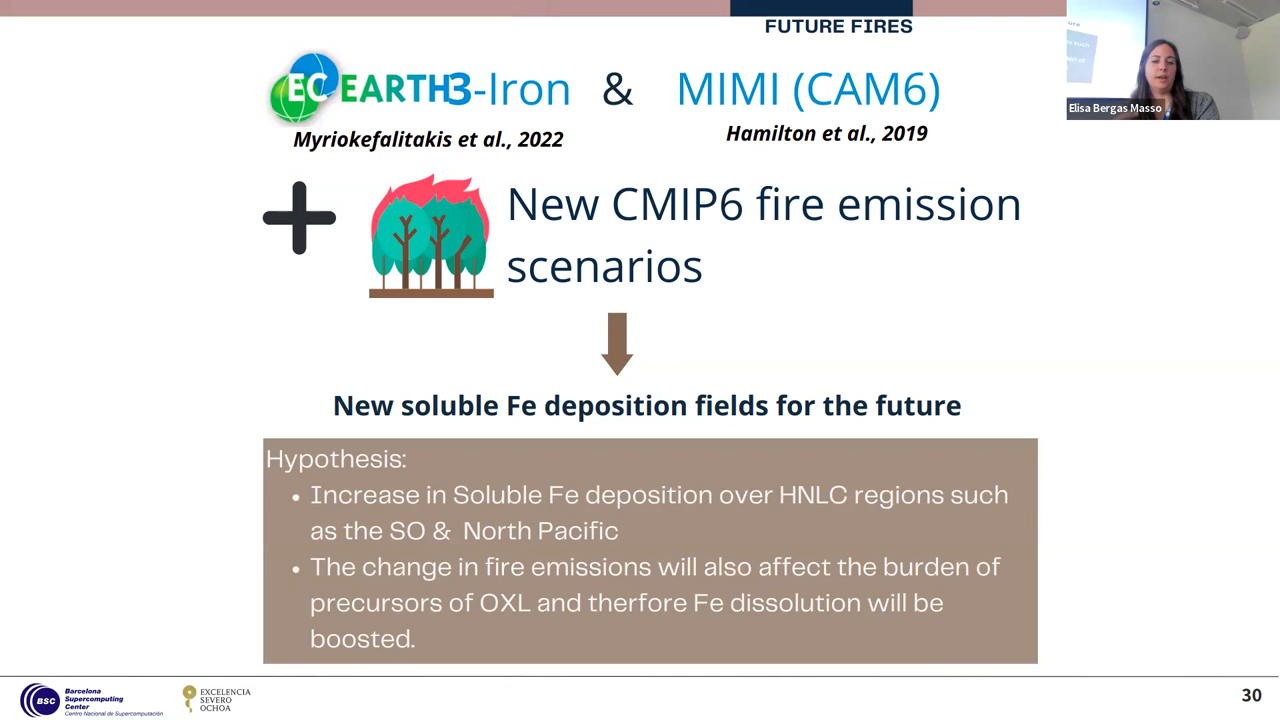 FUTURE FIRES
EC EARTH3-Iron & MIMI (CAM6)
Myriokefalitakis et al., 2022
Hamilton et al., 2019
Elisa Bergas Masso
New CMIP6 fire emission
scenarios
New soluble Fe deposition fields for the future
Hypothesis:
• Increase in Soluble Fe deposition over HNLC regions such
as the SO & North Pacific
• The change in fire emissions will also affect the burden of
precursors of OXL and therfore Fe dissolution will be
boosted.
BSC
Barcelona
Supercomputing
Center
Centro Nacional de Supercomputación
EXCELENCIA
SEVERO
OCHOA
30